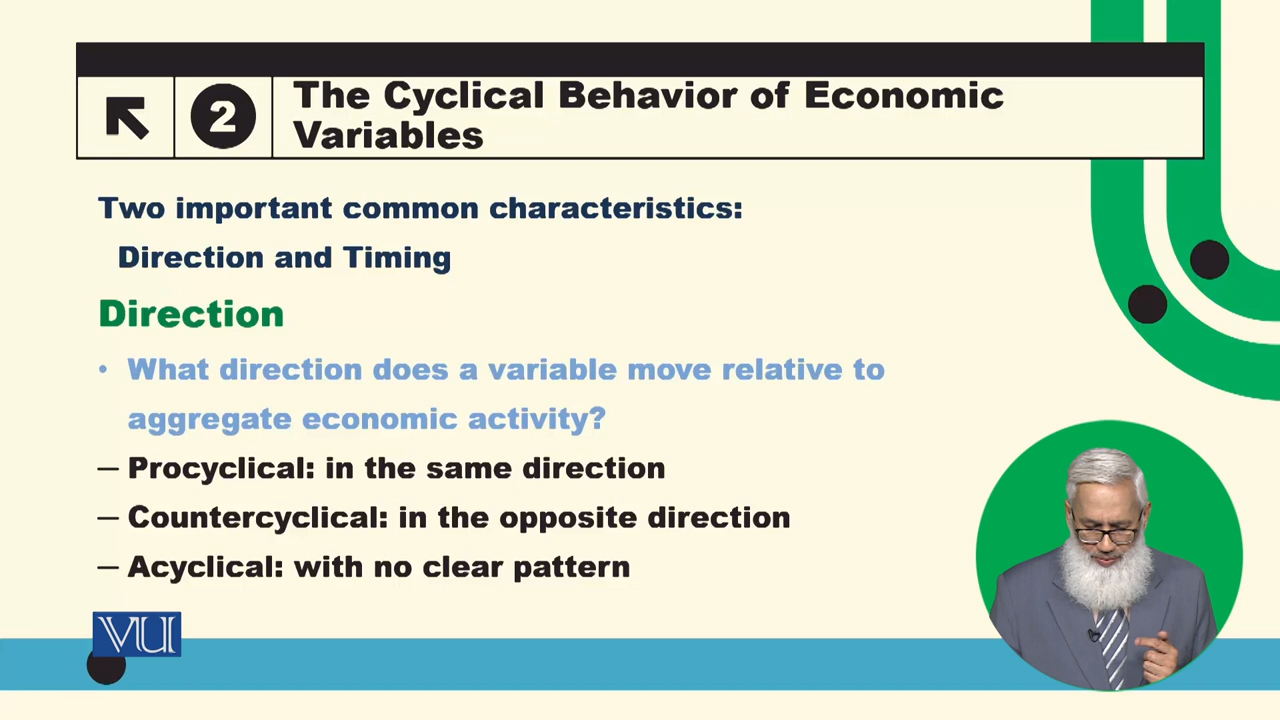 2
The Cyclical Behavior of Economic
Variables
Two important common characteristics:
Direction and Timing
Direction
• What direction does a variable move relative to
aggregate economic activity?
– Procyclical: in the same direction
– Countercyclical: in the opposite direction
– Acyclical: with no clear pattern
VU